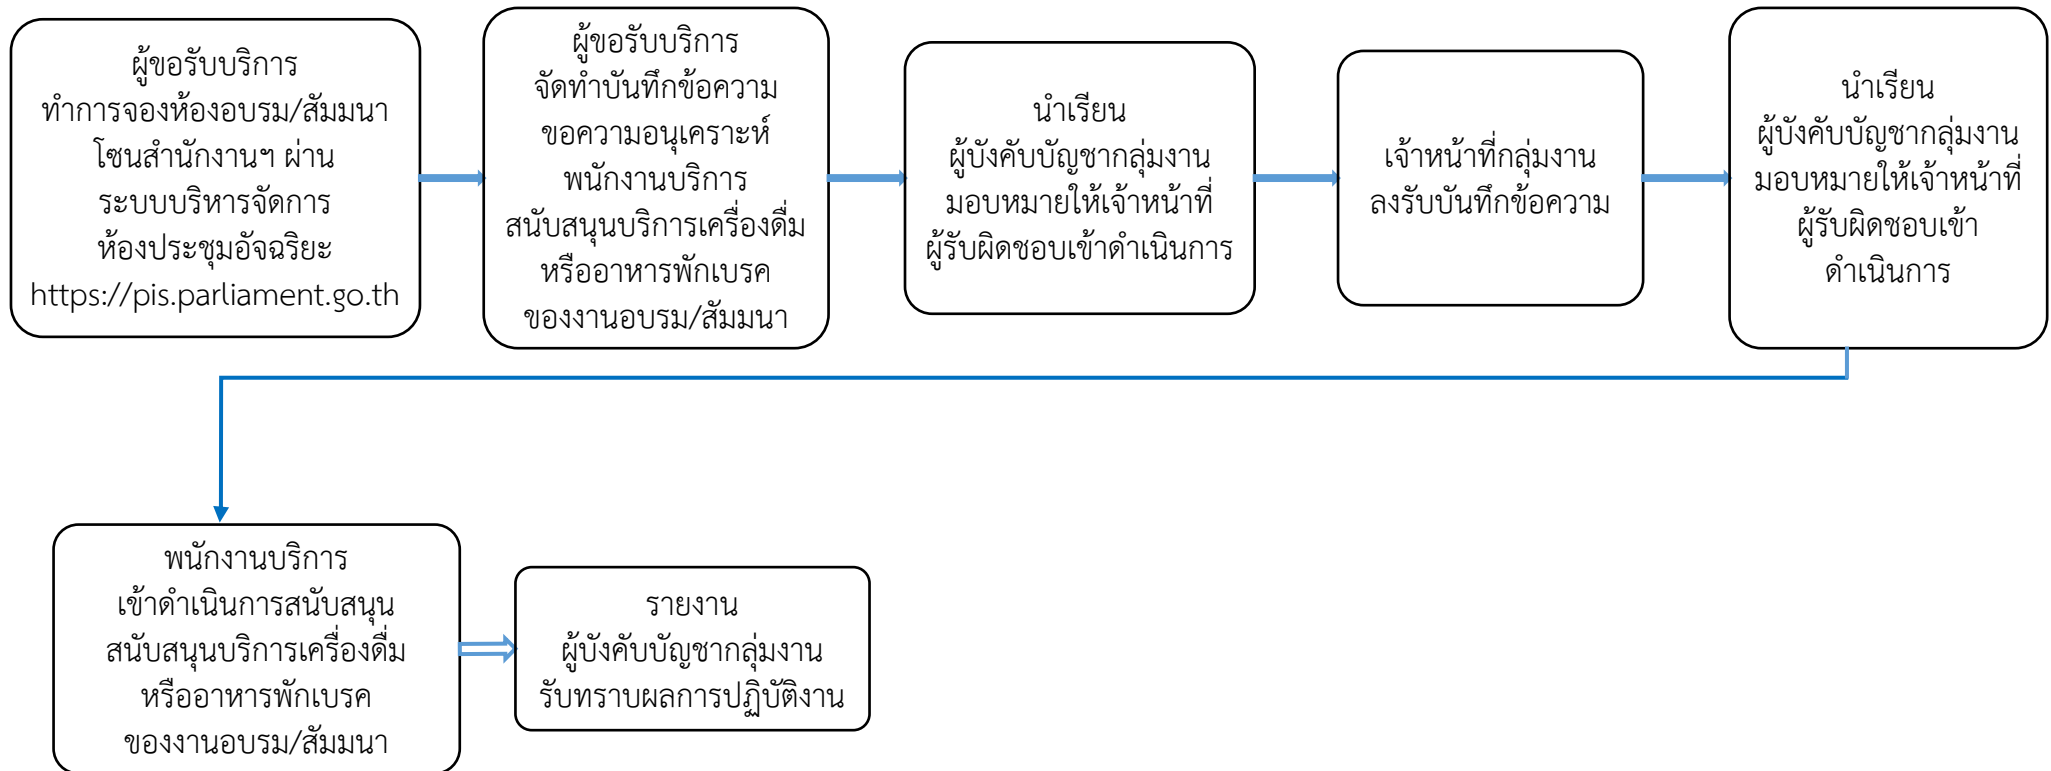 ผู้ขอรับบริการ
ทำการจองห้องอบรม/สัมมนา
โซนสำนักงานฯ ผ่าน
ระบบบริหารจัดการ
ห้องประชุมอัจฉริยะ
https://pis.parliament.go.th
ผู้ขอรับบริการ
จัดทำบันทึกข้อความ
ขอความอนุเคราะห์
พนักงานบริการ
สนับสนุนบริการเครื่องดื่ม
หรืออาหารพักเบรค
ของงานอบรม/สัมมนา
นำเรียน
ผู้บังคับบัญชากลุ่มงาน
มอบหมายให้เจ้าหน้าที่
ผู้รับผิดชอบเข้าดำเนินการ
เจ้าหน้าที่กลุ่มงาน
ลงรับบันทึกข้อความ
นำเรียน
ผู้บังคับบัญชากลุ่มงาน
มอบหมายให้เจ้าหน้าที่
ผู้รับผิดชอบเข้า
ดำเนินการ
พนักงานบริการ
เข้าดำเนินการสนับสนุน
สนับสนุนบริการเครื่องดื่ม
หรืออาหารพักเบรค
ของงานอบรม/สัมมนา
รายงาน
ผู้บังคับบัญชากลุ่มงาน
รับทราบผลการปฏิบัติงาน